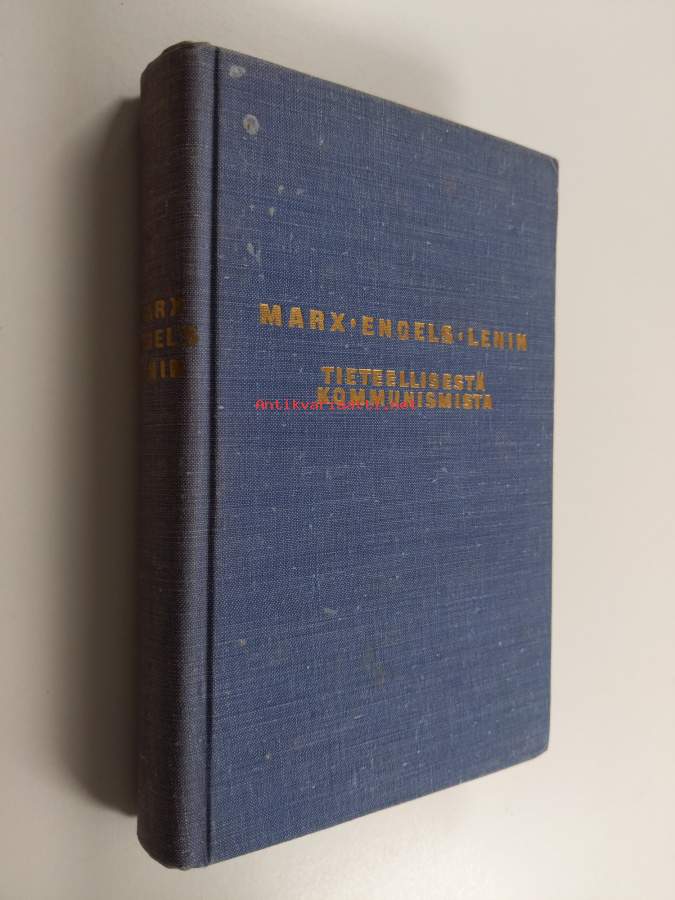 MARX·ENGELS·LENIN
TIETEELLISESTÄ
KOMMUNISMISTA
Antikvariaatti.net